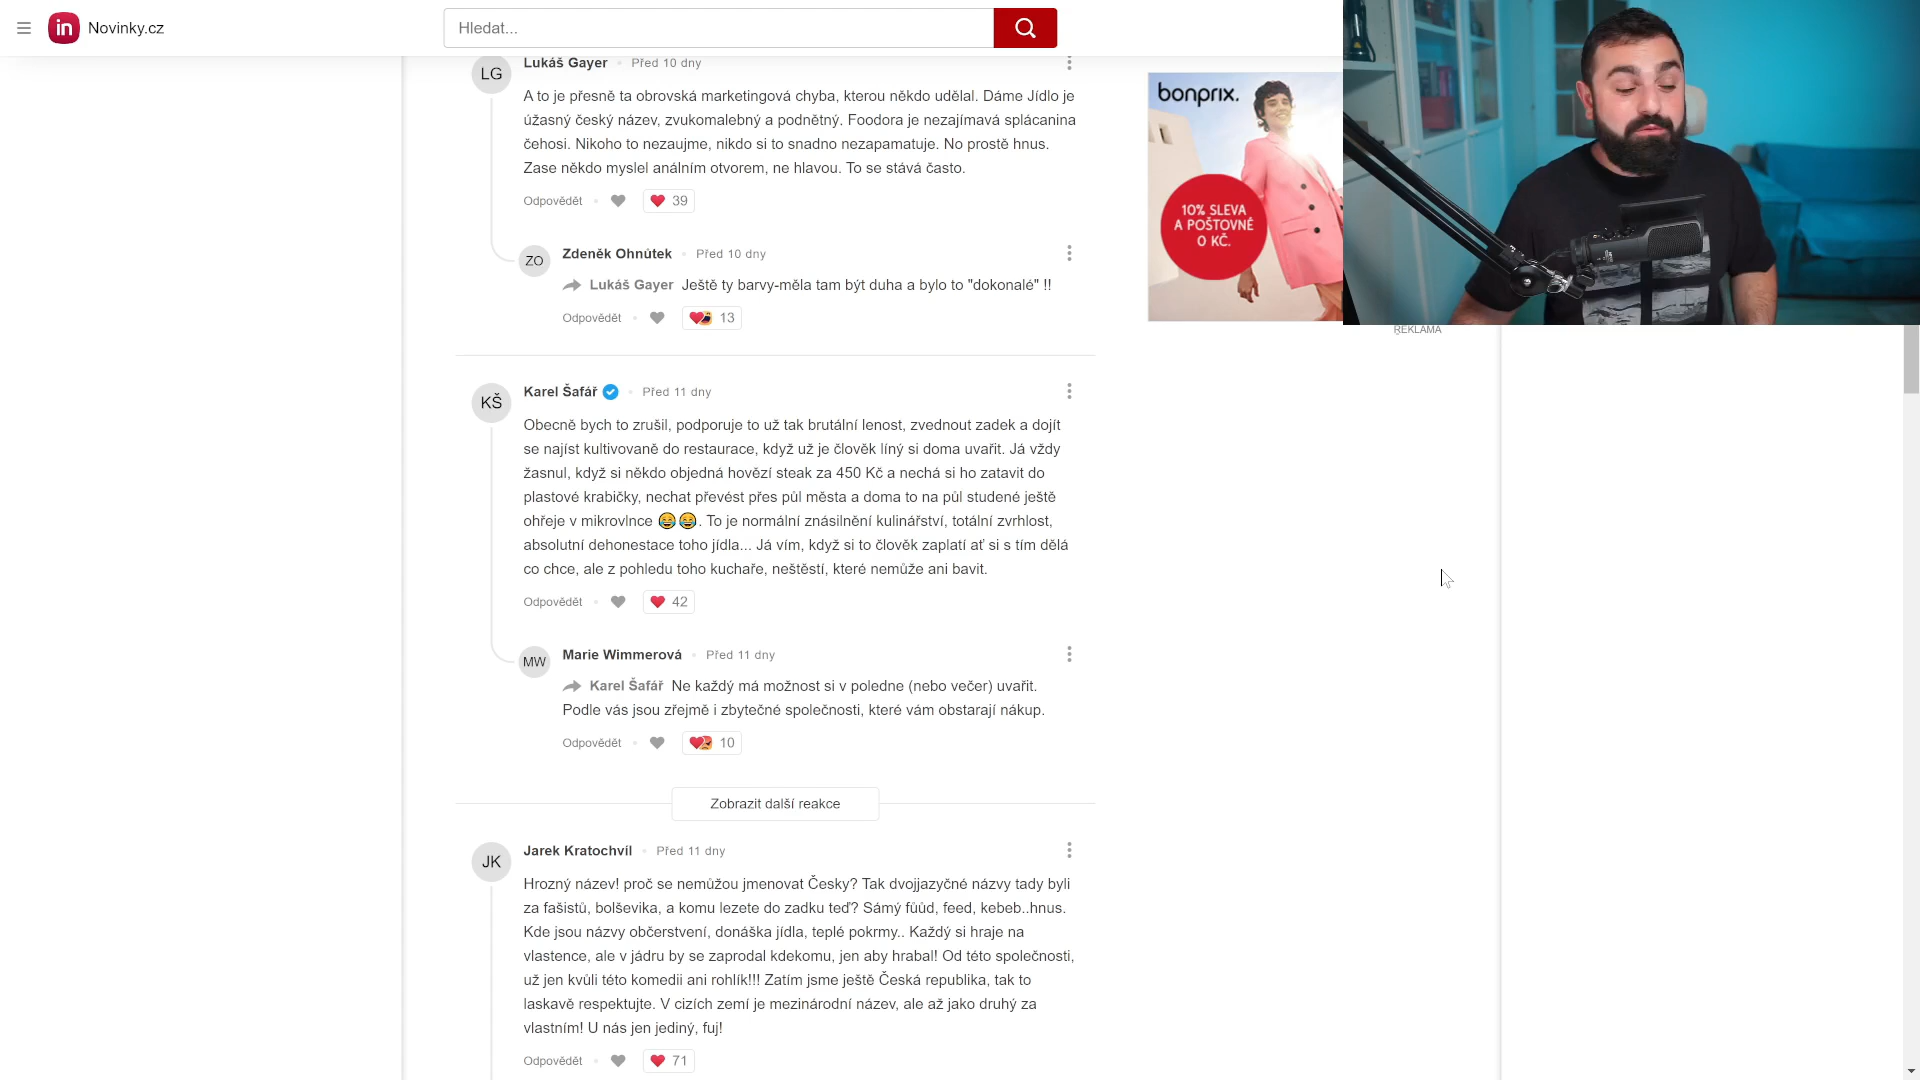 in Novinky.cz
Hledat...
LG
Lukáš Gayer • Před 10 dny
A to je přesně ta obrovská marketingová chyba, kterou někdo udělal. Dáme Jídlo je
úžasný český název, zvukomalebný a podnětný. Foodora je nezajímavá splácanina
čehosi. Nikoho to nezaujme, nikdo si to snadno nezapamatuje. No prostě hnus.
Zase někdo myslel análním otvorem, ne hlavou. To se stává často.
Odpovědět • 39
ZO
Zdeněk Ohnůtek • Před 10 dny
Lukáš Gayer Ještě ty barvy-měla tam být duha a bylo to "dokonalé" !!
Odpovědět • 13
KŠ
Karel Šafář • Před 11 dny
Obecně bych to zrušil, podporuje to už tak brutální lenost, zvednout zadek a dojít
se najíst kultivovaně do restaurace, když už je člověk líný si doma uvařit. Já vždy
žasnul, když si někdo objedná hovězí steak za 450 Kč a nechá si ho zatavit do
plastové krabičky, nechat převést přes půl města a doma to na půl studené ještě
ohřeje v mikrovlnce 😂😂. To je normální znásilnění kulinářství, totální zvrhlost,
absolutní dehonestace toho jídla... Já vím, když si to člověk zaplatí ať si s tím dělá
co chce, ale z pohledu toho kuchaře, neštěstí, které nemůže ani bavit.
Odpovědět • 42
MW
Marie Wimmerová • Před 11 dny
Karel Šafář Ne každý má možnost si v poledne (nebo večer) uvařit.
Podle vás jsou zřejmě i zbytečné společnosti, které vám obstarají nákup.
Odpovědět • 10
Zobrazit další reakce
JK
Jarek Kratochvíl • Před 11 dny
Hrozný název! proč se nemůžou jmenovat Česky? Tak dvojjazyčné názvy tady byli
za fašistů, bolševika, a komu lezete do zadku teď? Sámý fůůd, feed, kebeb..hnus.
Kde jsou názvy občerstvení, donáška jídla, teplé pokrmy.. Každý si hraje na
vlastence, ale v jádru by se zaprodal kdekomu, jen aby hrabal! Od této společnosti,
už jen kvůli této komedii ani rohlík!!! Zatím jsme ještě Česká republika, tak to
laskavě respektujte. V cizích zemí je mezinárodní název, ale až jako druhý za
vlastním! U nás jen jediný, fuj!
Odpovědět • 71
bonprix.
10% SLEVA
A POŠTOVNÉ
0 KČ.
REKLAMA